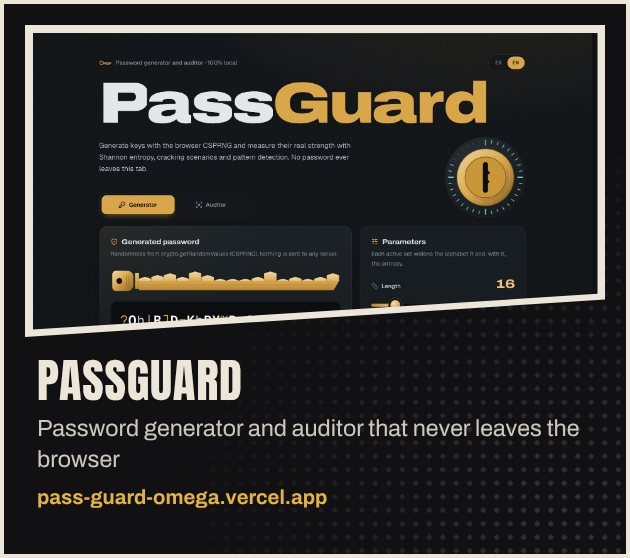 Password generator and auditor · 100% local
ES EN
PassGuard
Generate keys with the browser CSPRNG and measure their real strength with
Shannon entropy, cracking scenarios and pattern detection. No password ever
leaves this tab.
Generator Auditor
Generated password
Randomness from crypto.getRandomValues (CSPRNG). Nothing is sent to any server.
Parameters
Each active set widens the alphabet R and, with it,
the entropy.
Length 16
PASSGUARD
Password generator and auditor that never leaves the
browser
pass-guard-omega.vercel.app